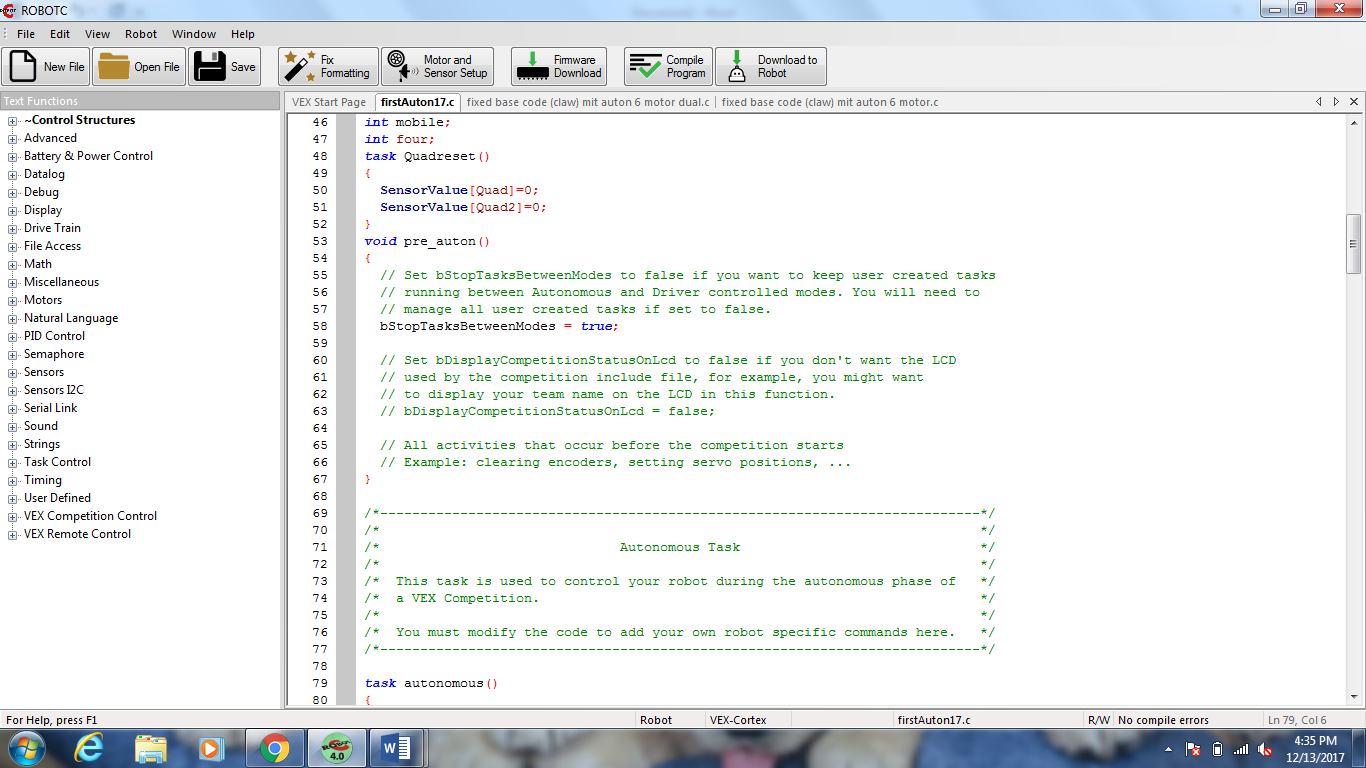 ROBOTC
File Edit View Robot Window Help
New File Open File Save Fix Formatting Motor and Sensor Setup Firmware Download Compile Program Download to Robot
Text Functions
~Control Structures
Advanced
Battery & Power Control
Datalog
Debug
Display
Drive Train
File Access
Math
Miscellaneous
Motors
Natural Language
PID Control
Semaphore
Sensors
Sensors I2C
Serial Link
Sound
Strings
Task Control
Timing
User Defined
VEX Competition Control
VEX Remote Control
VEX Start Page firstAuton17.c fixed base code (claw) mit auton 6 motor dual.c fixed base code (claw) mit auton 6 motor.c
46 int mobile;
47 int four;
48 task Quadreset()
49 {
50 SensorValue[Quad]=0;
51 SensorValue[Quad2]=0;
52 }
53 void pre_auton()
54 {
55 // Set bStopTasksBetweenModes to false if you want to keep user created tasks
56 // running between Autonomous and Driver controlled modes. You will need to
57 // manage all user created tasks if set to false.
58 bStopTasksBetweenModes = true;
59
60 // Set bDisplayCompetitionStatusOnLcd to false if you don't want the LCD
61 // used by the competition include file, for example, you might want
62 // to display your team name on the LCD in this function.
63 // bDisplayCompetitionStatusOnLcd = false;
64
65 // All activities that occur before the competition starts
66 // Example: clearing encoders, setting servo positions, ...
67 }
68
69 /*---------------------------------------------------------------------------*/
70 /* */
71 /* Autonomous Task */
72 /* */
73 /* This task is used to control your robot during the autonomous phase of */
74 /* a VEX Competition. */
75 /* */
76 /* You must modify the code to add your own robot specific commands here. */
77 /*---------------------------------------------------------------------------*/
78
79 task autonomous()
80 {
For Help, press F1 Robot VEX-Cortex firstAuton17.c R/W No compile errors Ln 79, Col 6
4.0
4:35 PM
12/13/2017